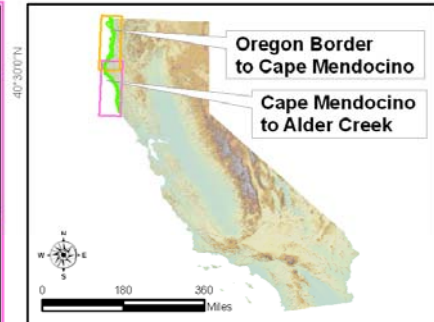 40°30'0"N
Oregon Border
to Cape Mendocino
Cape Mendocino
to Alder Creek
N
W E
S
0 180 360
Miles